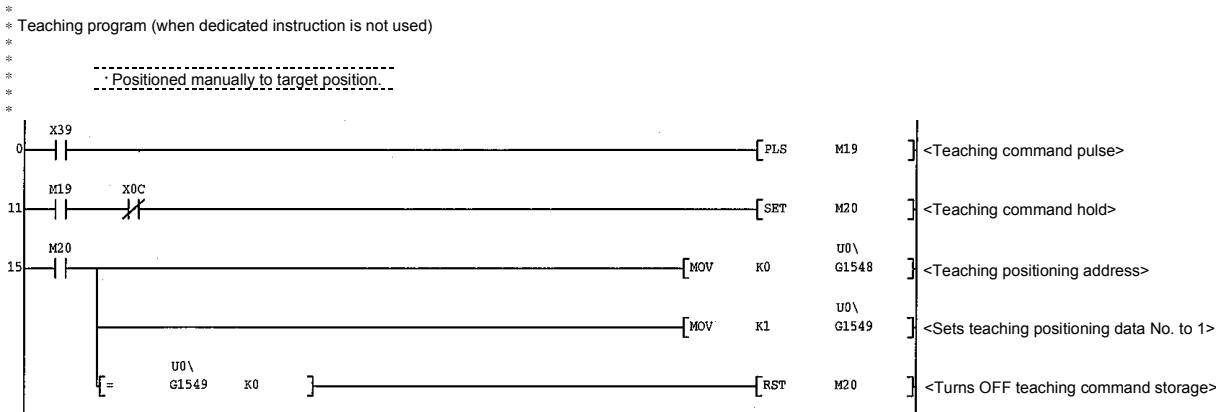 *
* Teaching program (when dedicated instruction is not used)
*
*
* · Positioned manually to target position.
*
*
X39
0 [PLS M19 ] <Teaching command pulse>
M19 X0C
11 [SET M20 ] <Teaching command hold>
M20 U0\
15 [MOV K0 G1548 ] <Teaching positioning address>
U0\
[MOV K1 G1549 ] <Sets teaching positioning data No. to 1>
U0\
[= G1549 K0 ] [RST M20 ] <Turns OFF teaching command storage>